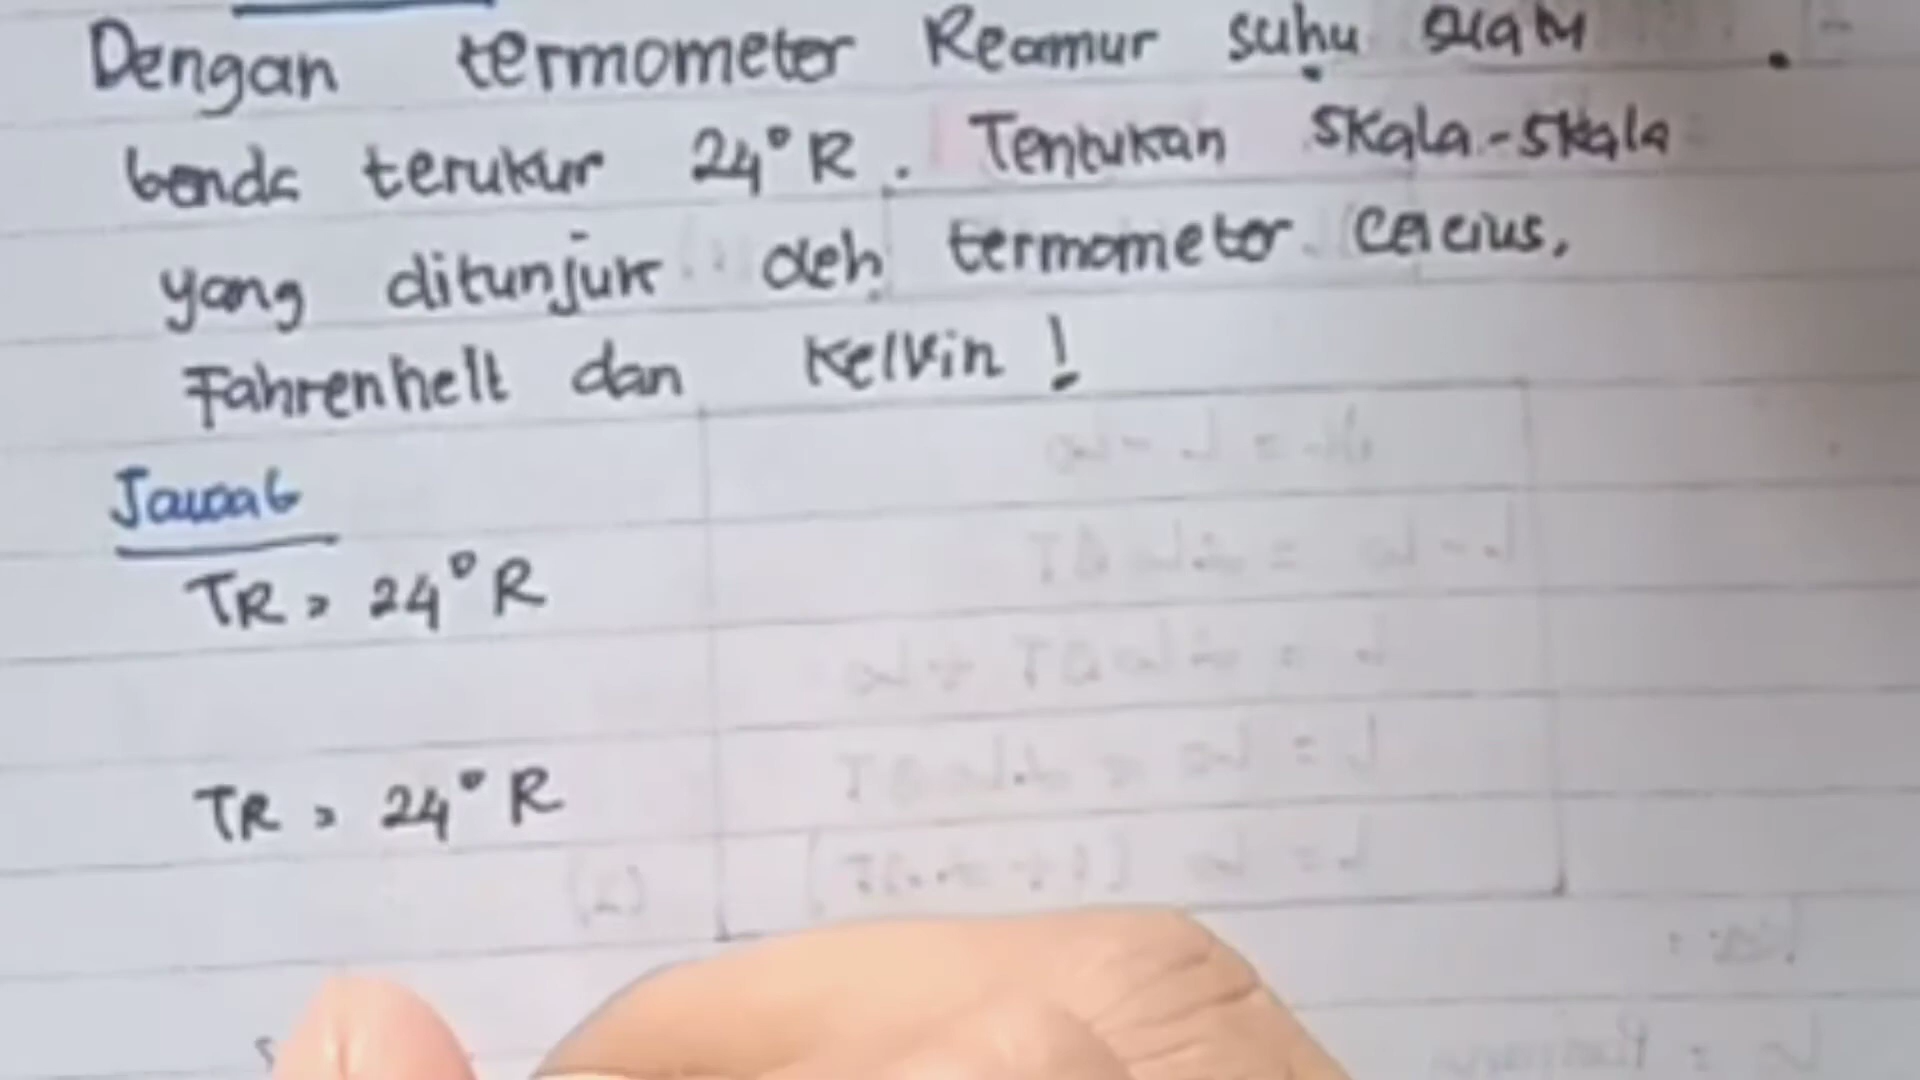 Dengan termometer Reamur suhu suatu
benda terukur 24°R. Tentukan skala-skala
yang ditunjuk oleh termometer Celcius,
Fahrenhelt dan Kelvin!
Jawab
TR = 24°R
TR = 24°R